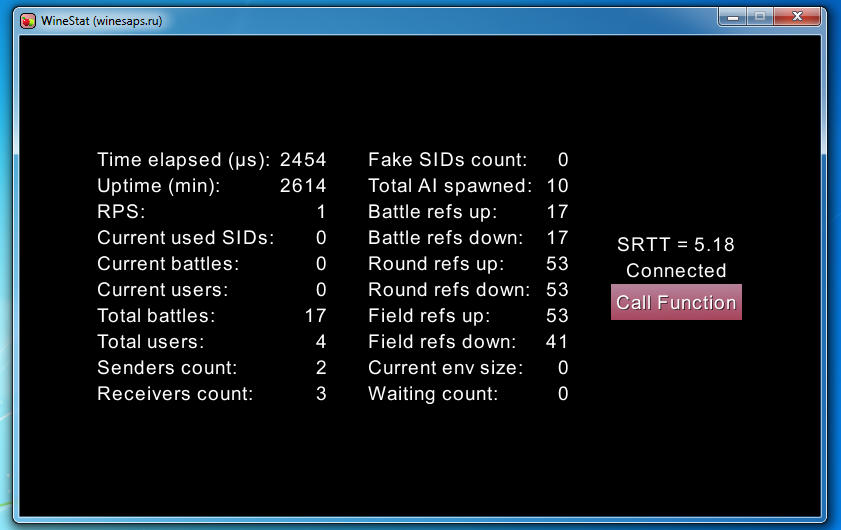 WineStat (winesaps.ru)
Time elapsed (µs): 2454
Uptime (min): 2614
RPS: 1
Current used SIDs: 0
Current battles: 0
Current users: 0
Total battles: 17
Total users: 4
Senders count: 2
Receivers count: 3
Fake SIDs count: 0
Total AI spawned: 10
Battle refs up: 17
Battle refs down: 17
Round refs up: 53
Round refs down: 53
Field refs up: 53
Field refs down: 41
Current env size: 0
Waiting count: 0
SRTT = 5.18
Connected
Call Function